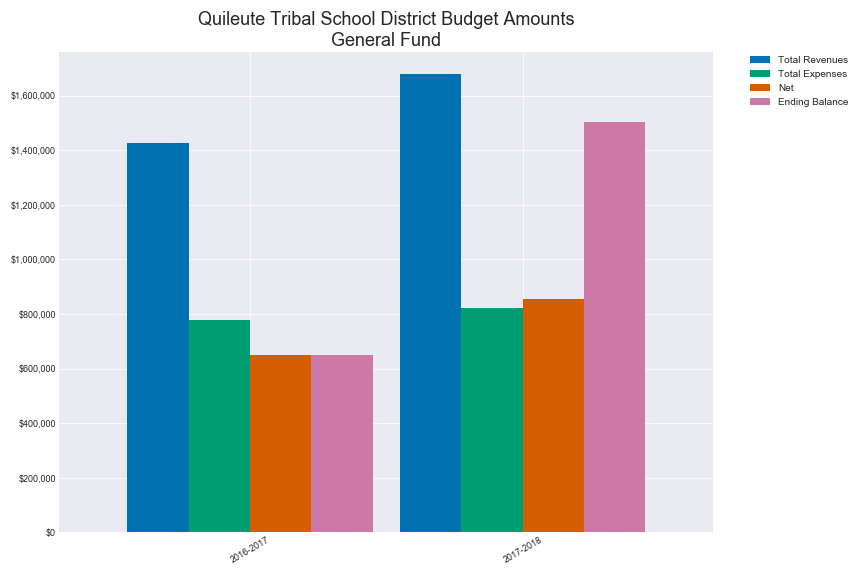 Quileute Tribal School District Budget Amounts
General Fund
Total Revenues
Total Expenses
Net
Ending Balance
$1,600,000
$1,400,000
$1,200,000
$1,000,000
$800,000
$600,000
$400,000
$200,000
$0
2016-2017
2017-2018